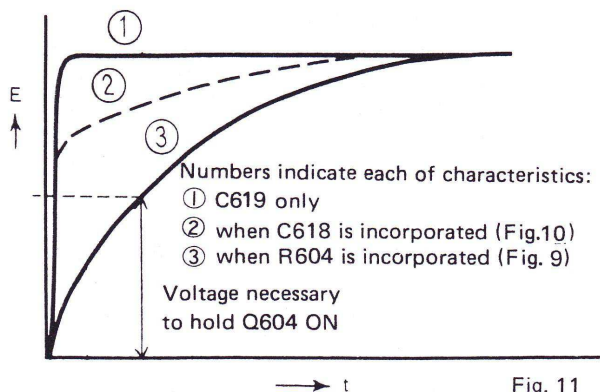 ①
②
③
E
Numbers indicate each of characteristics:
① C619 only
② when C618 is incorporated (Fig.10)
③ when R604 is incorporated (Fig. 9)
Voltage necessary
to hold Q604 ON
t
Fig. 11